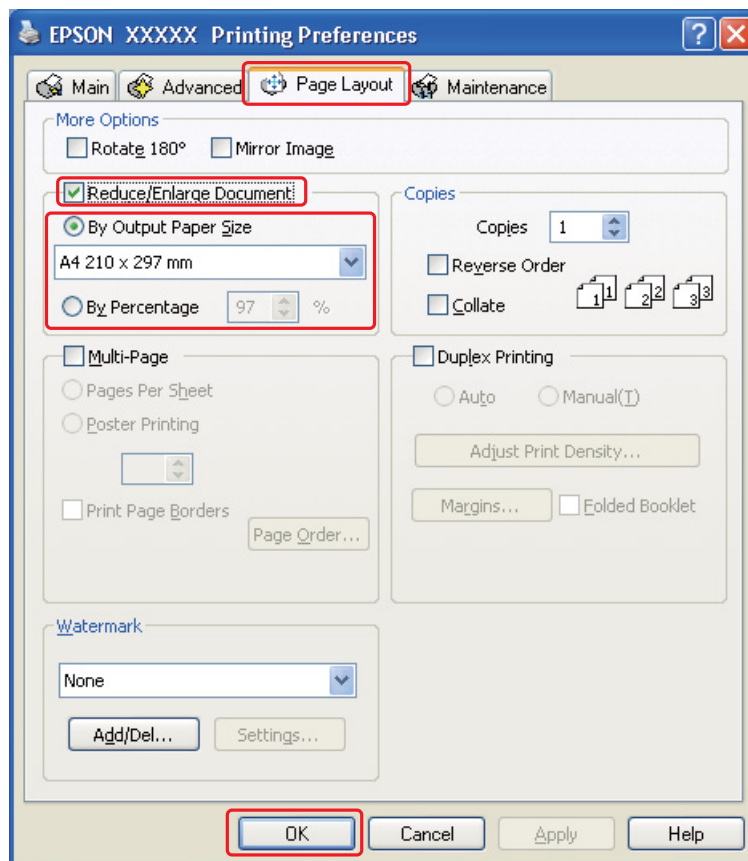 EPSON XXXXX Printing Preferences
Main
Advanced
Page Layout
Maintenance
More Options
Rotate 180°
Mirror Image
Reduce/Enlarge Document
By Output Paper Size
A4 210 x 297 mm
By Percentage
97 %
Copies
Copies 1
Reverse Order
Collate
1 1 2 2 3 3
Multi-Page
Pages Per Sheet
Poster Printing
Print Page Borders
Page Order...
Duplex Printing
Auto
Manual(T)
Adjust Print Density...
Margins...
Folded Booklet
Watermark
None
Add/Del...
Settings...
OK
Cancel
Apply
Help